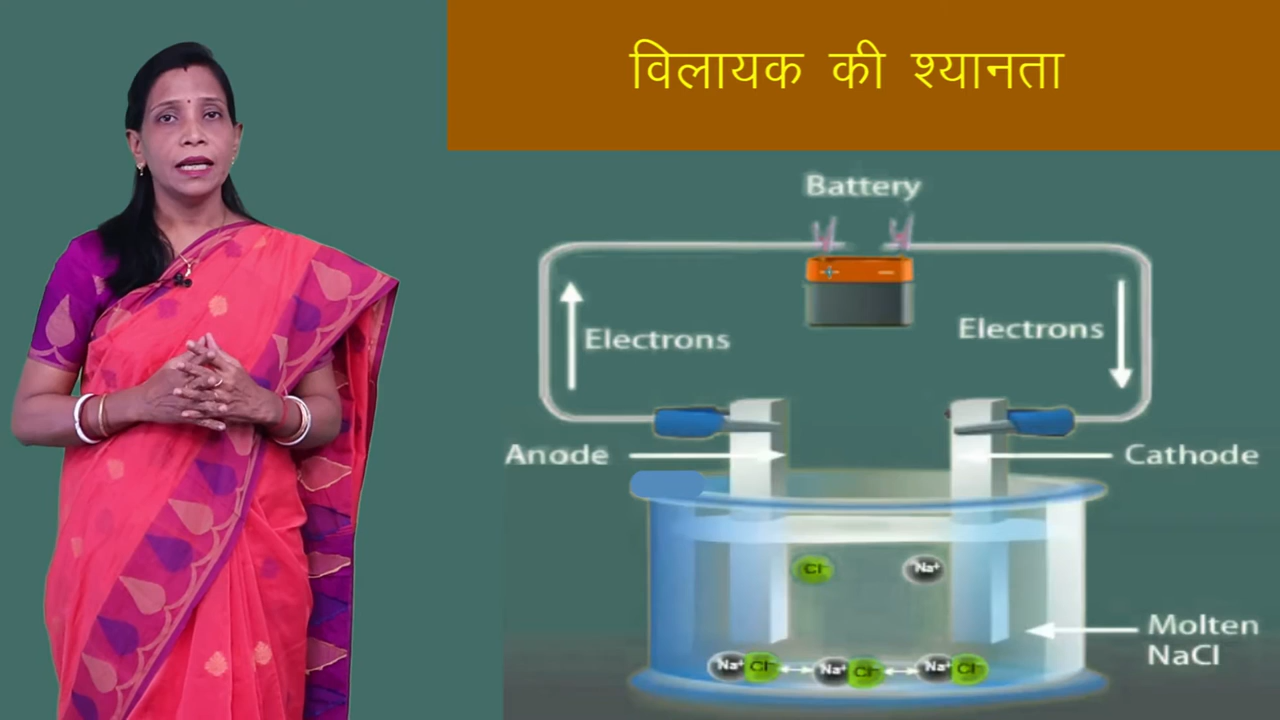 विलायक की श्यानता
Battery
+ −
Electrons
Electrons
Anode
Cathode
Cl⁻
Na⁺
Molten
NaCl
Na⁺ Cl⁻ Na⁺ Cl⁻ Na⁺ Cl⁻